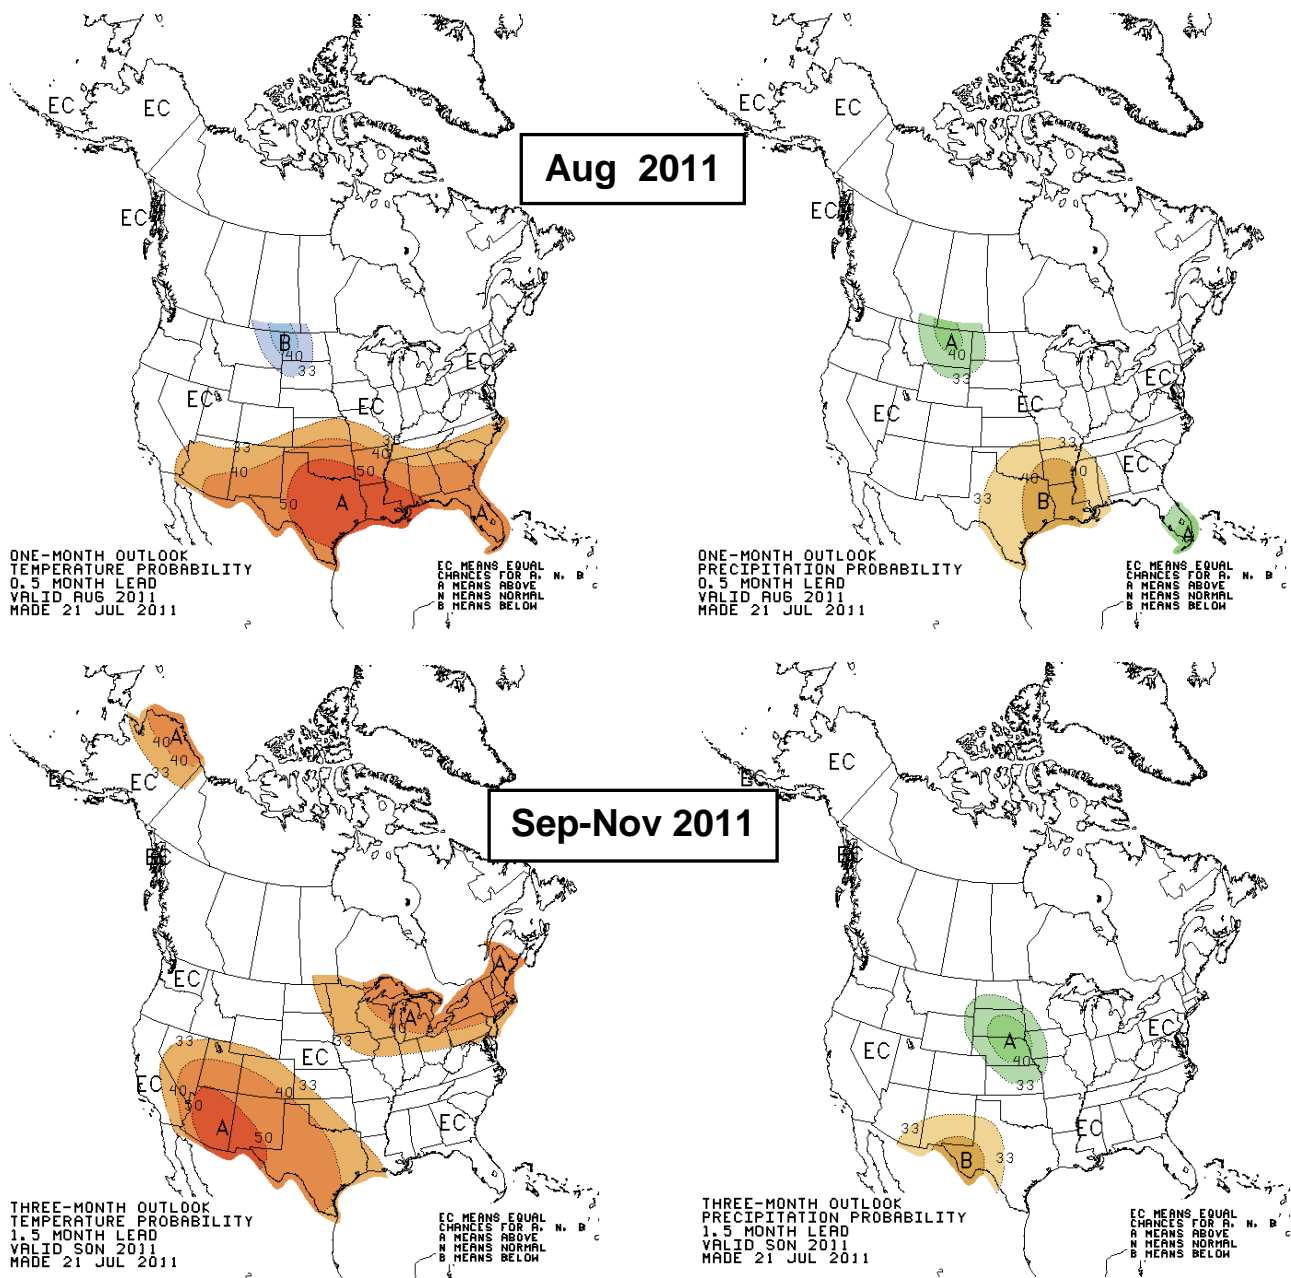 EC
EC
EC
B
40
33
EC
EC
EC
33
33
40
40
50
50
A
A
ONE-MONTH OUTLOOK
TEMPERATURE PROBABILITY
0.5 MONTH LEAD
VALID AUG 2011
MADE 21 JUL 2011
EC MEANS EQUAL
CHANCES FOR A, N, B
A MEANS ABOVE
N MEANS NORMAL
B MEANS BELOW
Aug 2011
EC
EC
EC
A
40
33
EC
EC
EC
EC
33
40
40
33
B
A
ONE-MONTH OUTLOOK
PRECIPITATION PROBABILITY
0.5 MONTH LEAD
VALID AUG 2011
MADE 21 JUL 2011
EC MEANS EQUAL
CHANCES FOR A, N, B
A MEANS ABOVE
N MEANS NORMAL
B MEANS BELOW
A
40
40
33
EC
EC
EC
EC
A
A
40
33
33
EC
EC
40
40
33
50
50
A
EC
THREE-MONTH OUTLOOK
TEMPERATURE PROBABILITY
1.5 MONTH LEAD
VALID SON 2011
MADE 21 JUL 2011
EC MEANS EQUAL
CHANCES FOR A, N, B
A MEANS ABOVE
N MEANS NORMAL
B MEANS BELOW
Sep-Nov 2011
EC
EC
EC
EC
EC
A
40
33
33
33
B
EC
THREE-MONTH OUTLOOK
PRECIPITATION PROBABILITY
1.5 MONTH LEAD
VALID SON 2011
MADE 21 JUL 2011
EC MEANS EQUAL
CHANCES FOR A, N, B
A MEANS ABOVE
N MEANS NORMAL
B MEANS BELOW